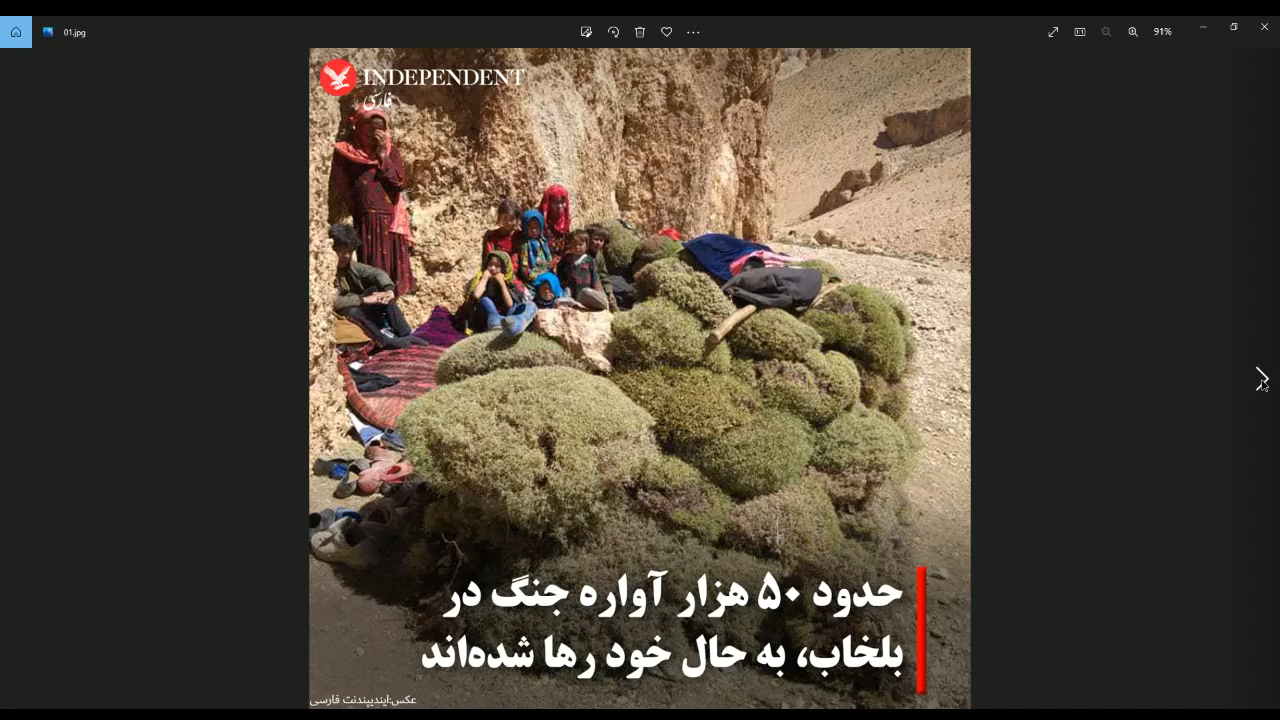 01.jpg
91%
INDEPENDENT
فارسی
حدود ۵۰ هزار آواره جنگ در
بلخاب، به حال خود رها شده‌اند
عکس:ایندیپندنت فارسی